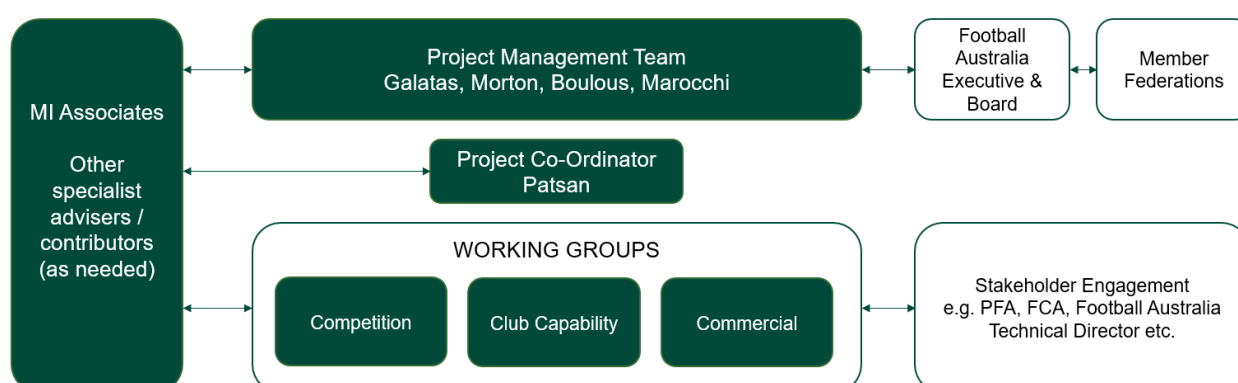 MI Associates
Other
specialist
advisers /
contributors
(as needed)
Project Management Team
Galatas, Morton, Boulous, Marocchi
Football
Australia
Executive &
Board
Member
Federations
Project Co-Ordinator
Patsan
WORKING GROUPS
Competition
Club Capability
Commercial
Stakeholder Engagement
e.g. PFA, FCA, Football Australia
Technical Director etc.